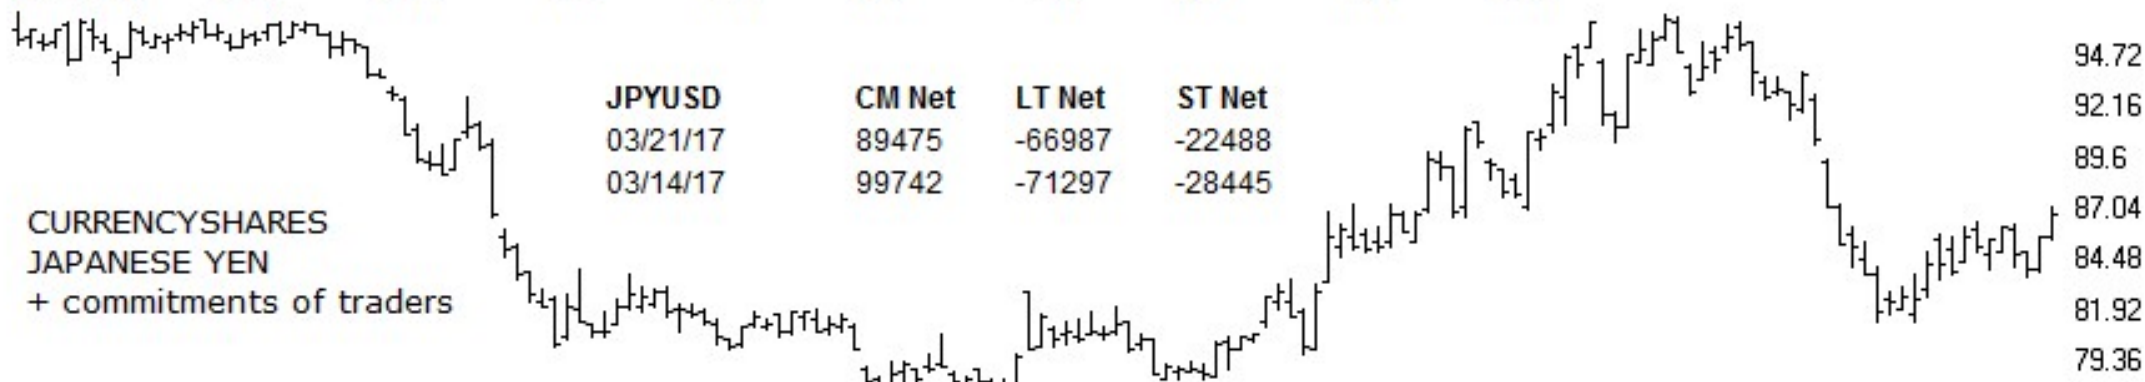 JPYUSD CM Net LT Net ST Net
03/21/17 89475 -66987 -22488
03/14/17 99742 -71297 -28445
CURRENCYSHARES
JAPANESE YEN
+ commitments of traders
94.72
92.16
89.6
87.04
84.48
81.92
79.36